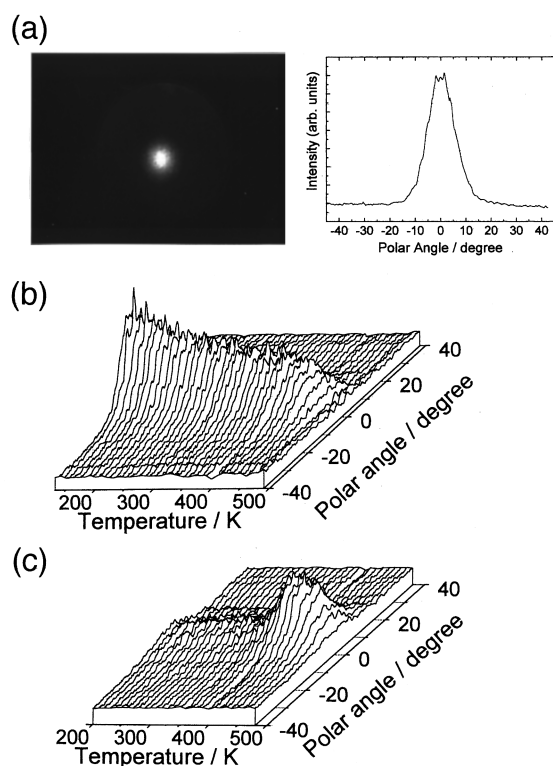 (a)
Intensity (arb. units)
-40 -30 -20 -10 0 10 20 30 40
Polar Angle / degree
(b)
40
20
0
-20
-40
Polar angle / degree
200 300 400 500
Temperature / K
(c)
40
20
0
-20
-40
Polar angle / degree
200 300 400 500
Temperature / K